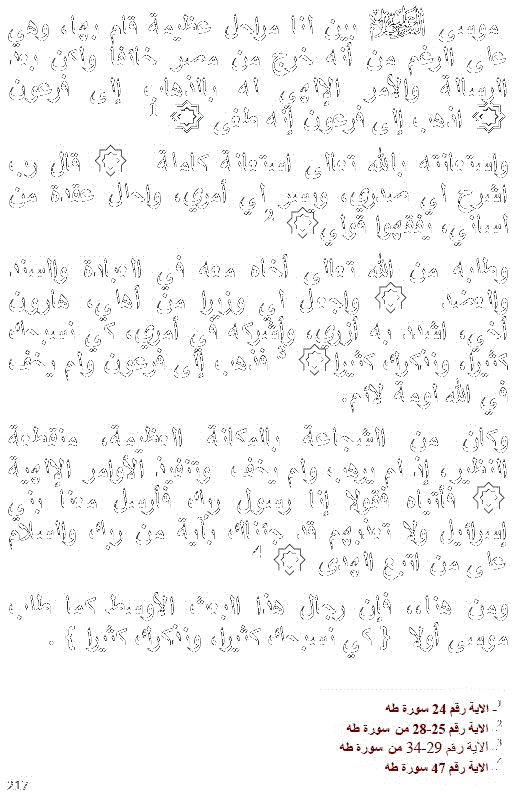 موسى ﷺ بين لنا مراحل عظيمة قام بها، وهي
على الرغم من أنه خرج من مصر خائفا ولكن بعد
الرسالة والأمر الإلهي له بالذهاب إلى فرعون
۞ اذهب إلى فرعون إنه طغى ۞ 1
واستعانته بالله تعالى استعانة كاملة ۞ قال رب
اشرح لي صدري، ويسر لي أمري، واحلل عقدة من
لساني، يفقهوا قولي ۞ 2
وطلبه من الله تعالى أخاه معه في العبادة والسند
والعضد ۞ واجعل لي وزيرا من أهلي، هارون
أخي، اشدد به أزري، وأشركه في أمري، كي نسبحك
كثيرا، ونذكرك كثيرا ۞ 3 فذهب إلى فرعون ولم يخف
في الله لومة لائم.
وكان من الشجاعة بالمكانة العظيمة، منقطعة
النظير، إذ لم يرهب ولم يخف وتنفيذ الأوامر الإلهية
۞ فأتياه فقولا إنا رسول ربك فأرسل معنا بني
إسرائيل ولا تعذبهم قد جئناك بآية من ربك والسلام
على من اتبع الهدى ۞ 4
ومن هنا،، فإن رجال هذا البعث الأوسط كما طلب
موسى أولا { كي نسبحك كثيرا، ونذكرك كثيرا } .
1- الاية رقم 24 سورة طه
2. الاية رقم 25-28 من سورة طه
3. الاية رقم 29-34 من سورة طه
4. الاية رقم 47 سورة طه
217